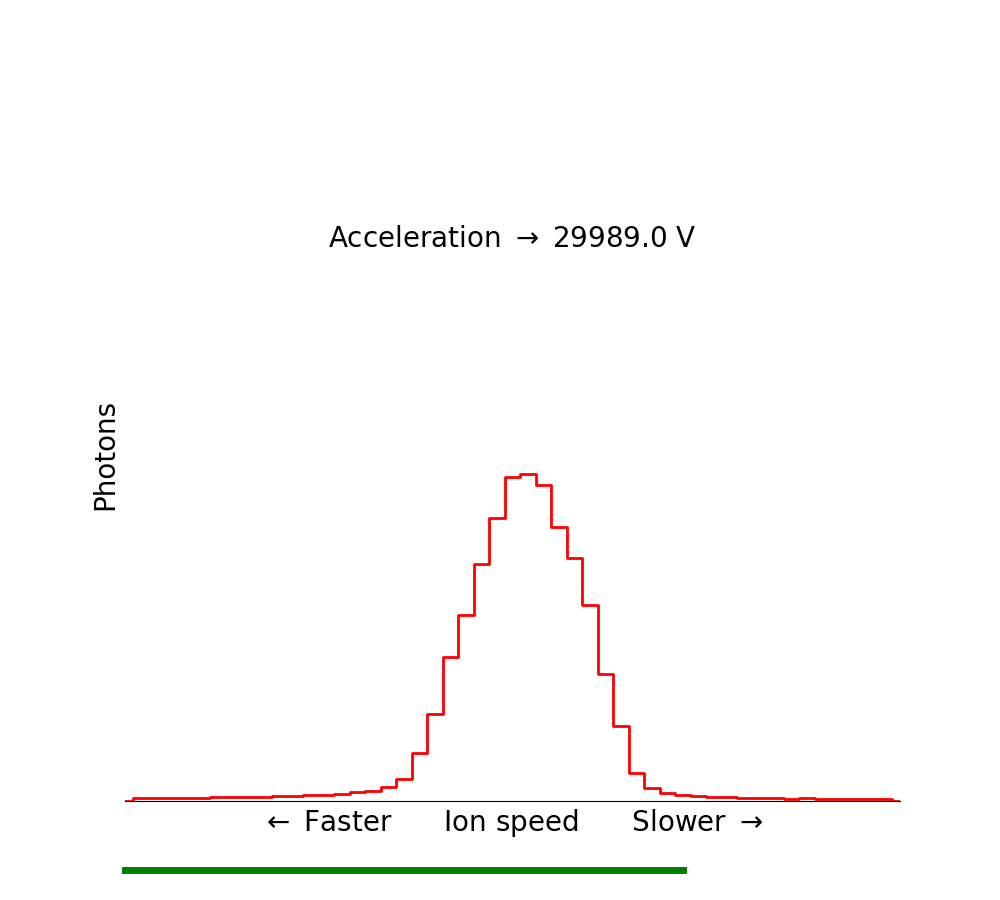 Acceleration → 29989.0 V
Photons
← Faster Ion speed Slower →